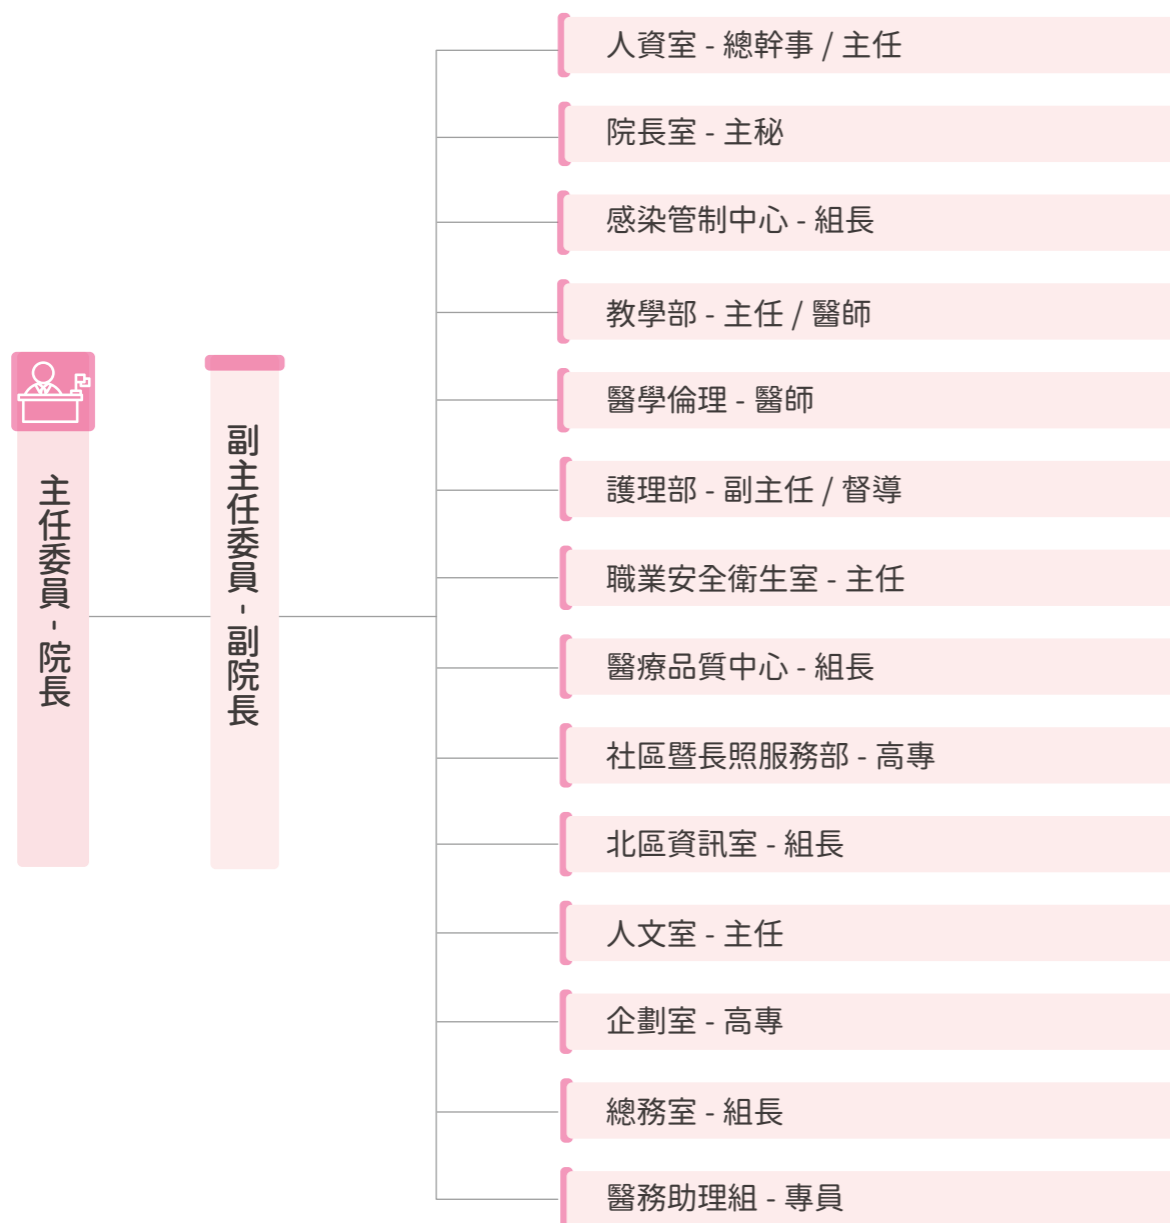 主任委員 - 院長
副主任委員 - 副院長
人資室 - 總幹事 / 主任
院長室 - 主秘
感染管制中心 - 組長
教學部 - 主任 / 醫師
醫學倫理 - 醫師
護理部 - 副主任 / 督導
職業安全衛生室 - 主任
醫療品質中心 - 組長
社區暨長照服務部 - 高專
北區資訊室 - 組長
人文室 - 主任
企劃室 - 高專
總務室 - 組長
醫務助理組 - 專員